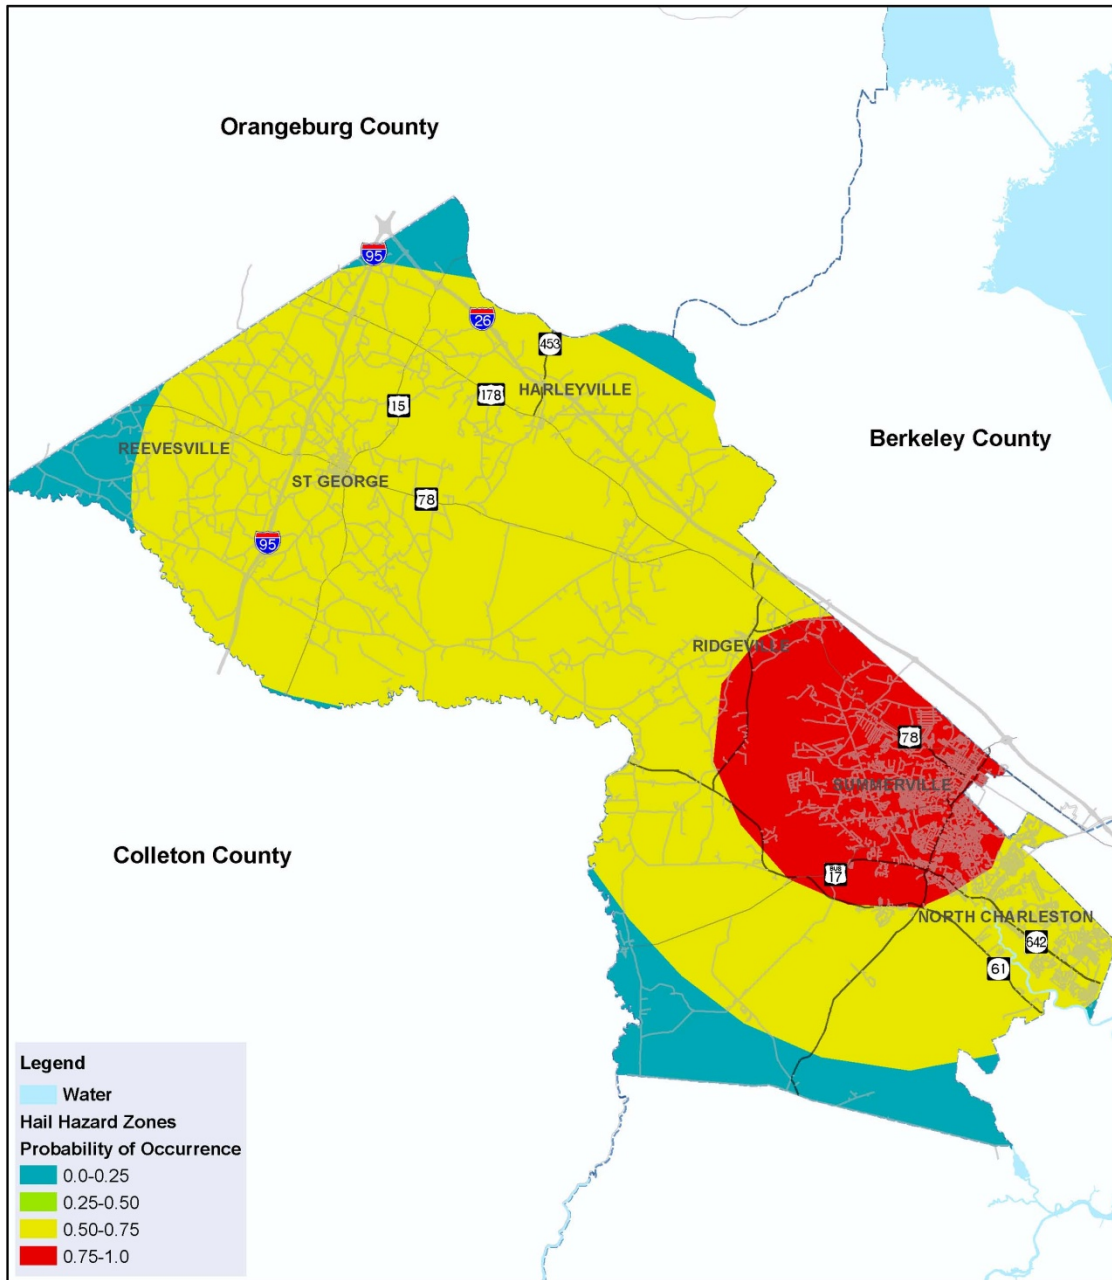 Orangeburg County
95
26
453
HARLEYVILLE
178
15
Berkeley County
REEVESVILLE
ST GEORGE
78
95
RIDGEVILLE
78
SUMMERVILLE
Colleton County
BUS
17
NORTH CHARLESTON
642
61
Legend
Water
Hail Hazard Zones
Probability of Occurrence
0.0-0.25
0.25-0.50
0.50-0.75
0.75-1.0